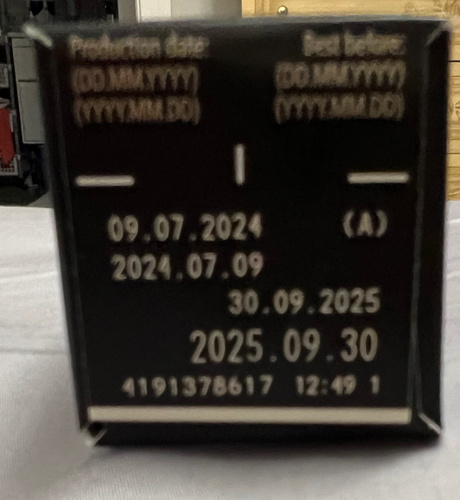 Production date: Best before:
(DD.MM.YYYY) (DD.MM.YYYY)
(YYYY.MM.DD) (YYYY.MM.DD)
09.07.2024 (A)
2024.07.09
30.09.2025
2025.09.30
4191378617 12:49 1